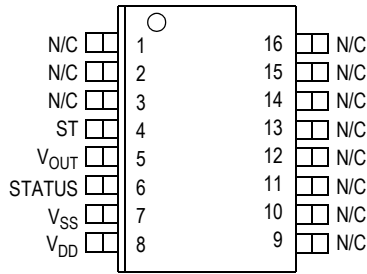 N/C 1 16 N/C
N/C 2 15 N/C
N/C 3 14 N/C
ST 4 13 N/C
VOUT 5 12 N/C
STATUS 6 11 N/C
VSS 7 10 N/C
VDD 8 9 N/C